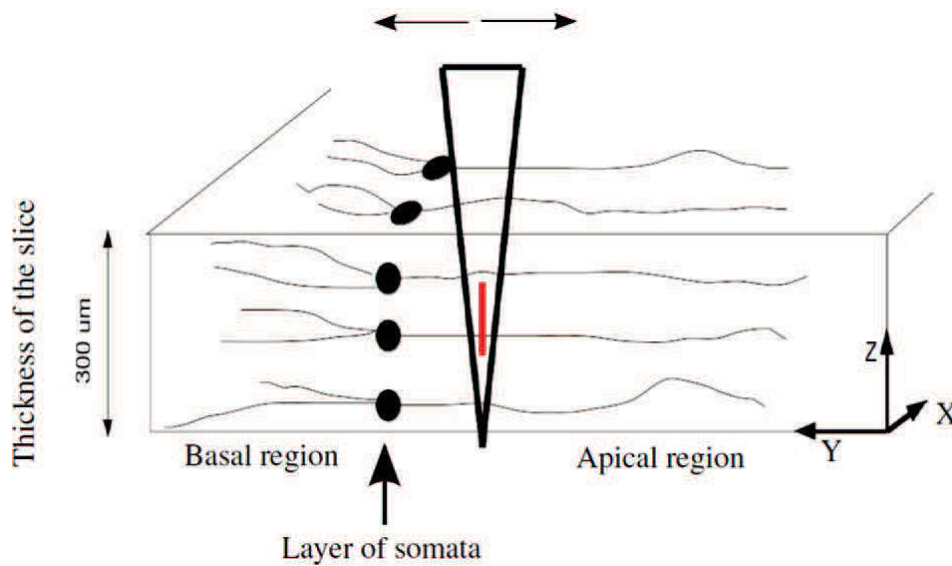 Thickness of the slice
300 um
Z
X
Y
Basal region
Apical region
Layer of somata